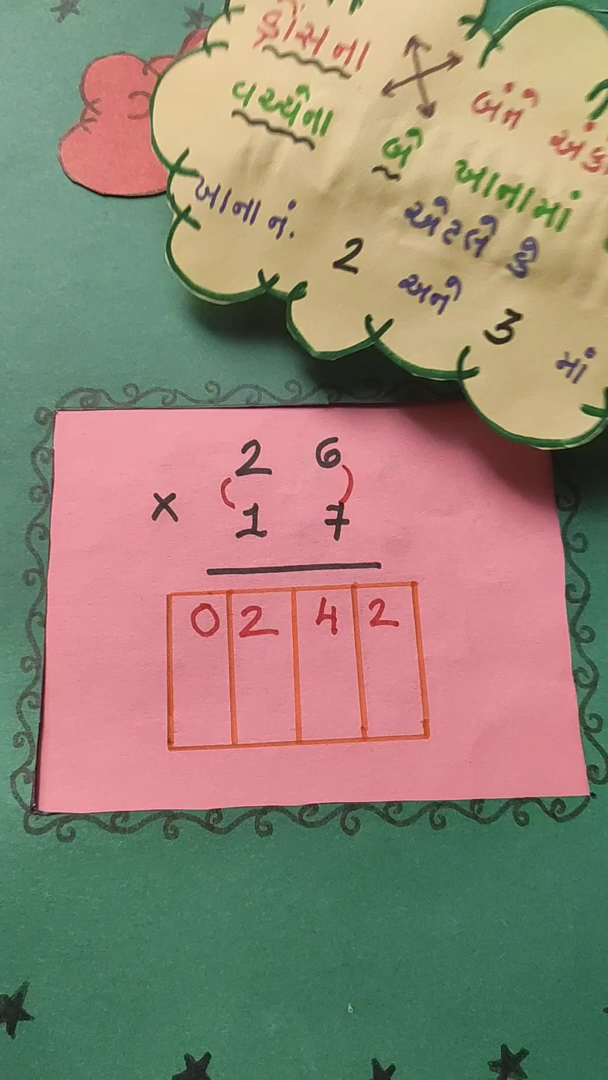 ક્રોસના
બંને અંકો
વચ્ચેના બે ખાનામાં
ખાના નં. 2 એટલે કે
અને 3 માં
2 6
× 1 7
0 2 4 2